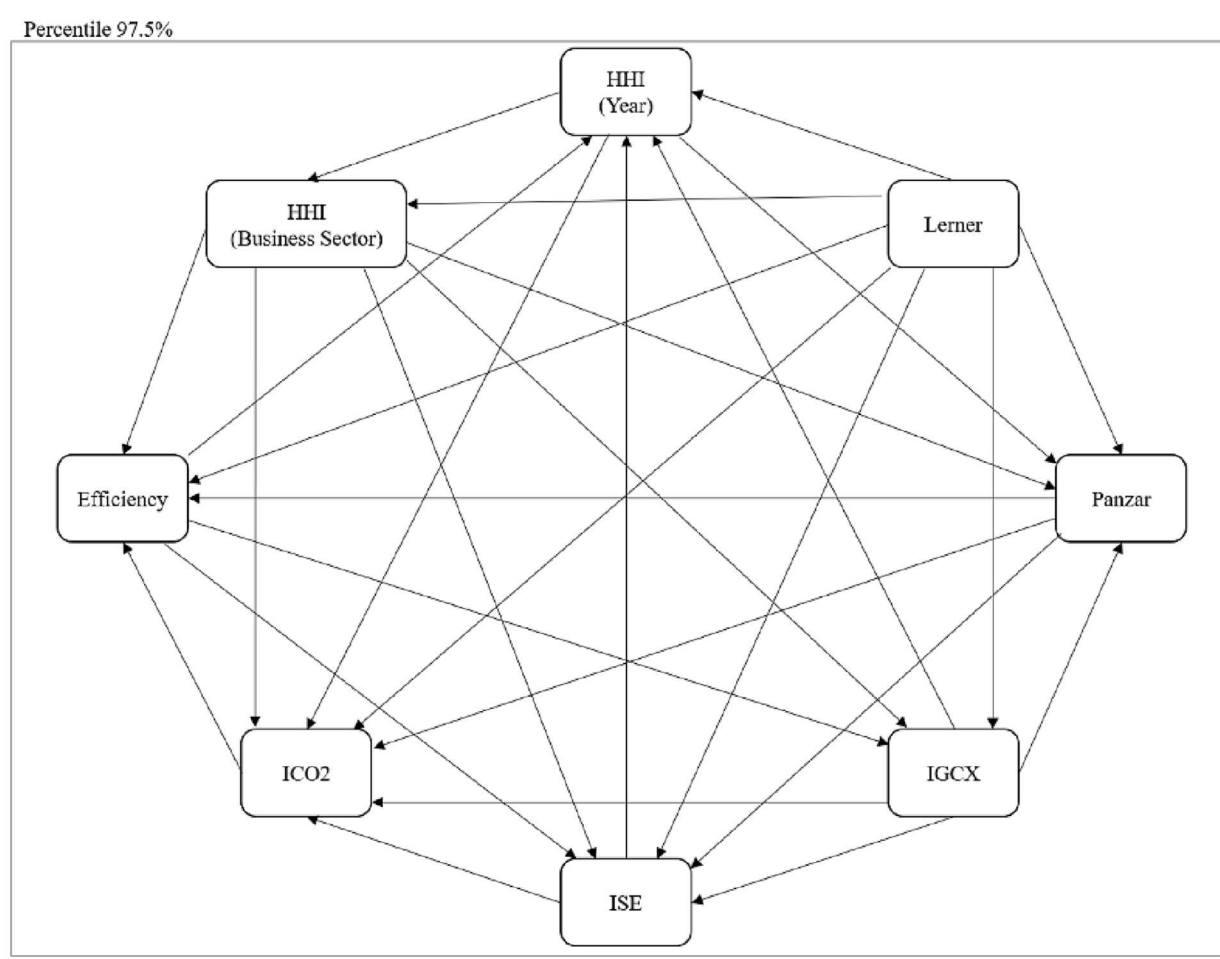 Percentile 97.5%
HHI
(Year)
HHI
(Business Sector)
Lerner
Efficiency
Panzar
ICO2
IGCX
ISE